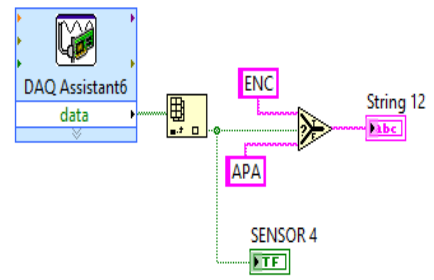 DAQ Assistant6
data
ENC
String 12
abc
?
T
F
APA
SENSOR 4
TF